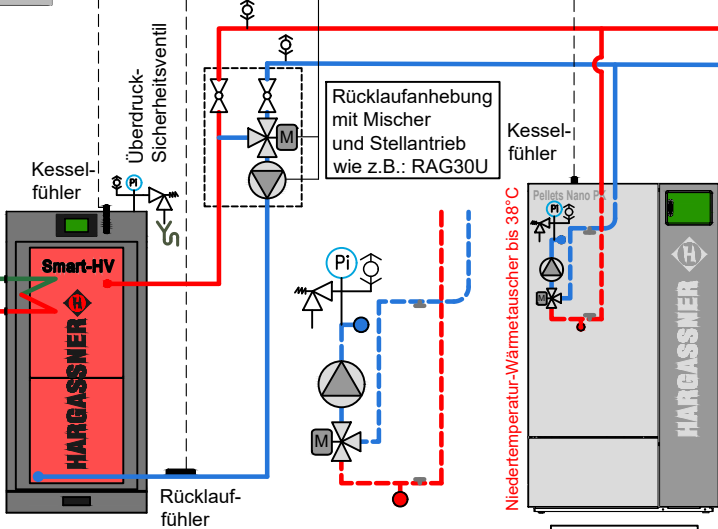 Überdruck-
Sicherheitsventil
Kessel-
fühler
Pi
Smart-HV
H
HARGASSNER
Rücklauf-
fühler
M
Rücklaufanhebung
mit Mischer
und Stellantrieb
wie z.B.: RAG30U
Pi
M
Kessel-
fühler
Niedertemperatur-Wärmetauscher bis 38°C
Pellets Nano PK
Pi
M
H
HARGASSNER